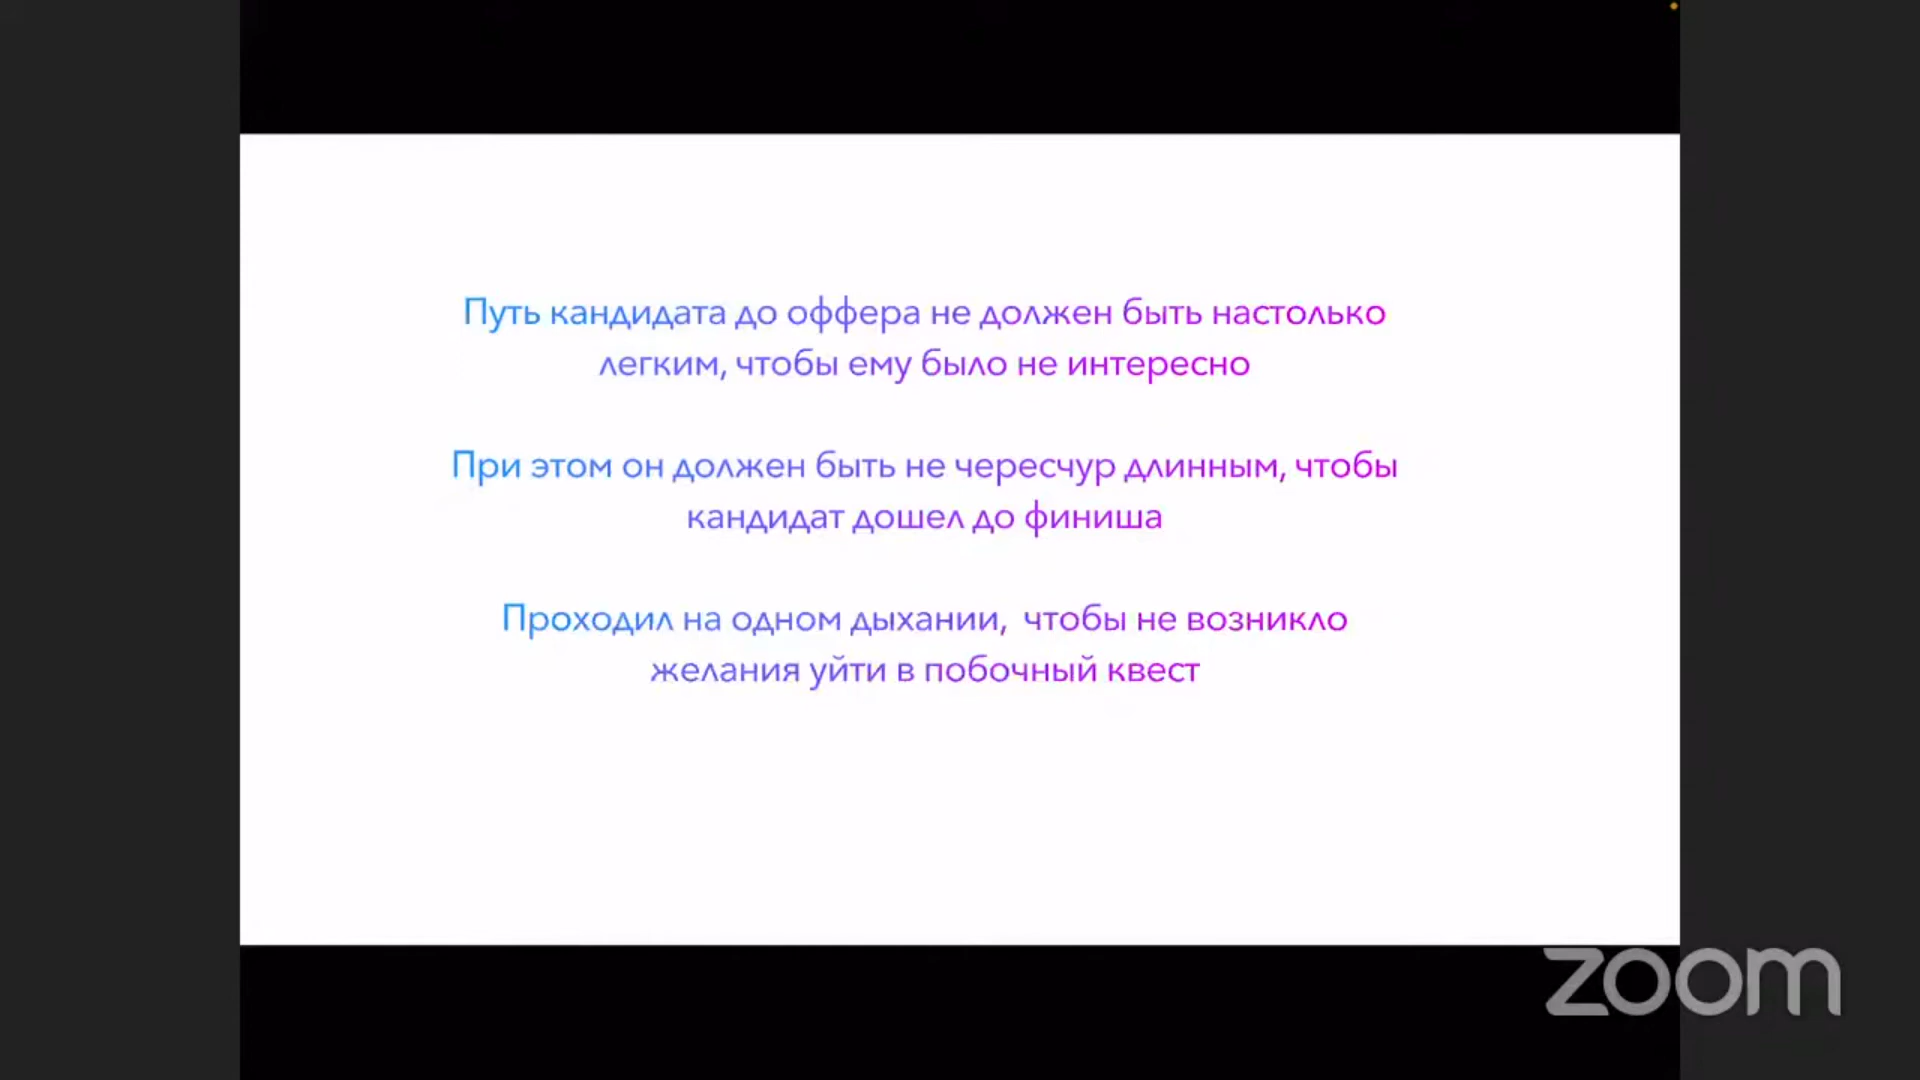 Путь кандидата до оффера не должен быть настолько
легким, чтобы ему было не интересно
При этом он должен быть не чересчур длинным, чтобы
кандидат дошел до финиша
Проходил на одном дыхании, чтобы не возникло
желания уйти в побочный квест
zoom